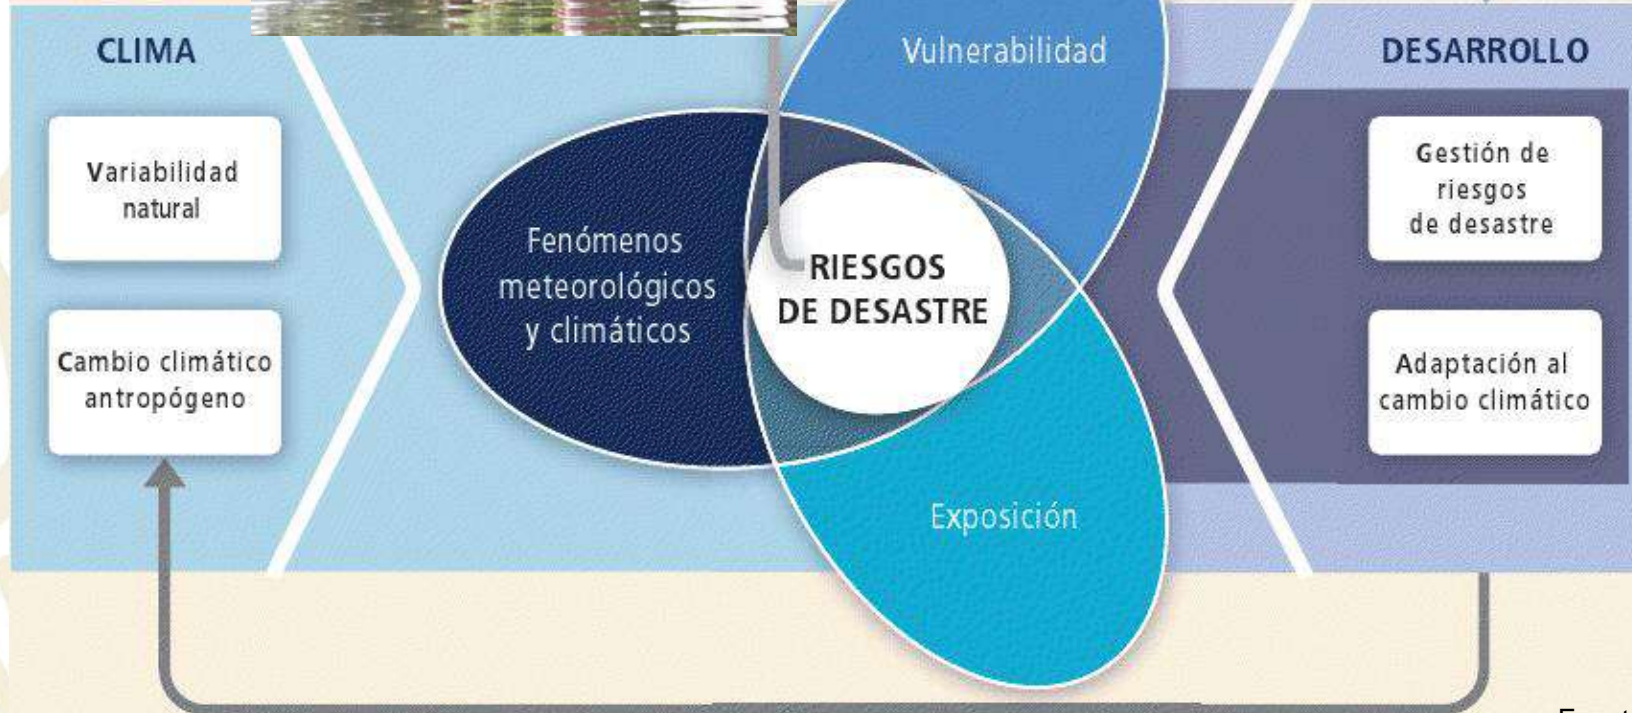 CLIMA
Variabilidad
natural
Cambio climático
antropógeno
Vulnerabilidad
Fenómenos
meteorológicos
y climáticos
RIESGOS
DE DESASTRE
Exposición
DESARROLLO
Gestión de
riesgos
de desastre
Adaptación al
cambio climático